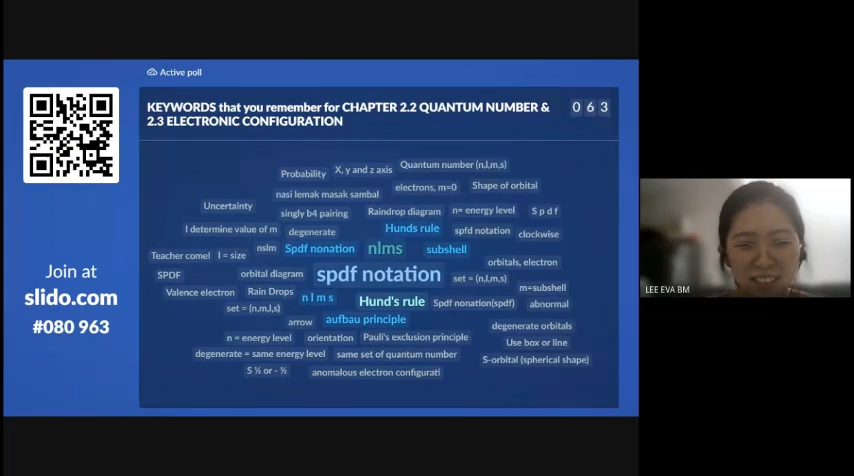 Active poll
KEYWORDS that you remember for CHAPTER 2.2 QUANTUM NUMBER &
2.3 ELECTRONIC CONFIGURATION
063
Join at
slido.com
#080 963
Probability
X, y and z axis
Quantum number (n,l,m,s)
nasi lemak masak sambal
electrons, m=0
Shape of orbital
Uncertainty
singly b4 pairing
Raindrop diagram
n= energy level
S p d f
l determine value of m
degenerate
Hunds rule
spfd notation
clockwise
Teacher comel
l = size
nslm
Spdf nonation
nlms
subshell
orbitals, electron
SPDF
orbital diagram
spdf notation
set = (n,l,m,s)
m=subshell
Valence electron
Rain Drops
n l m s
Hund's rule
Spdf nonation(spdf)
abnormal
set = (n,m,l,s)
arrow
aufbau principle
degenerate orbitals
n = energy level
orientation
Pauli's exclusion principle
Use box or line
degenerate = same energy level
same set of quantum number
S-orbital (spherical shape)
S ½ or - ½
anomalous electron configurati
LEE EVA BM